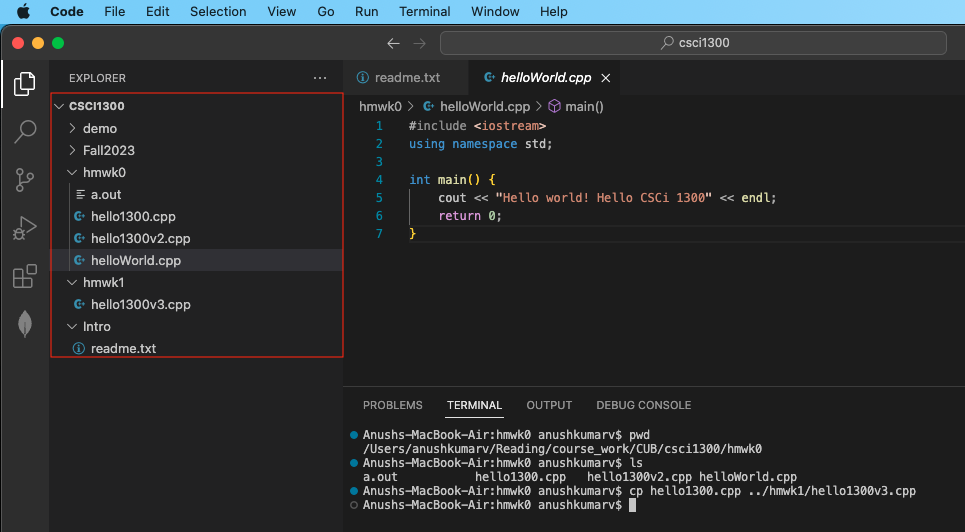 Code File Edit Selection View Go Run Terminal Window Help
csci1300
EXPLORER ...
CSCI1300
demo
Fall2023
hmwk0
a.out
hello1300.cpp
hello1300v2.cpp
helloWorld.cpp
hmwk1
hello1300v3.cpp
Intro
readme.txt
readme.txt helloWorld.cpp
hmwk0 > helloWorld.cpp > main()
1 #include <iostream>
2 using namespace std;
3
4 int main() {
5 cout << "Hello world! Hello CSCi 1300" << endl;
6 return 0;
7 }
PROBLEMS TERMINAL OUTPUT DEBUG CONSOLE
Anushs-MacBook-Air:hmwk0 anushkumarv$ pwd
/Users/anushkumarv/Reading/course_work/CUB/csci1300/hmwk0
Anushs-MacBook-Air:hmwk0 anushkumarv$ ls
a.out hello1300.cpp hello1300v2.cpp helloWorld.cpp
Anushs-MacBook-Air:hmwk0 anushkumarv$ cp hello1300.cpp ../hmwk1/hello1300v3.cpp
Anushs-MacBook-Air:hmwk0 anushkumarv$